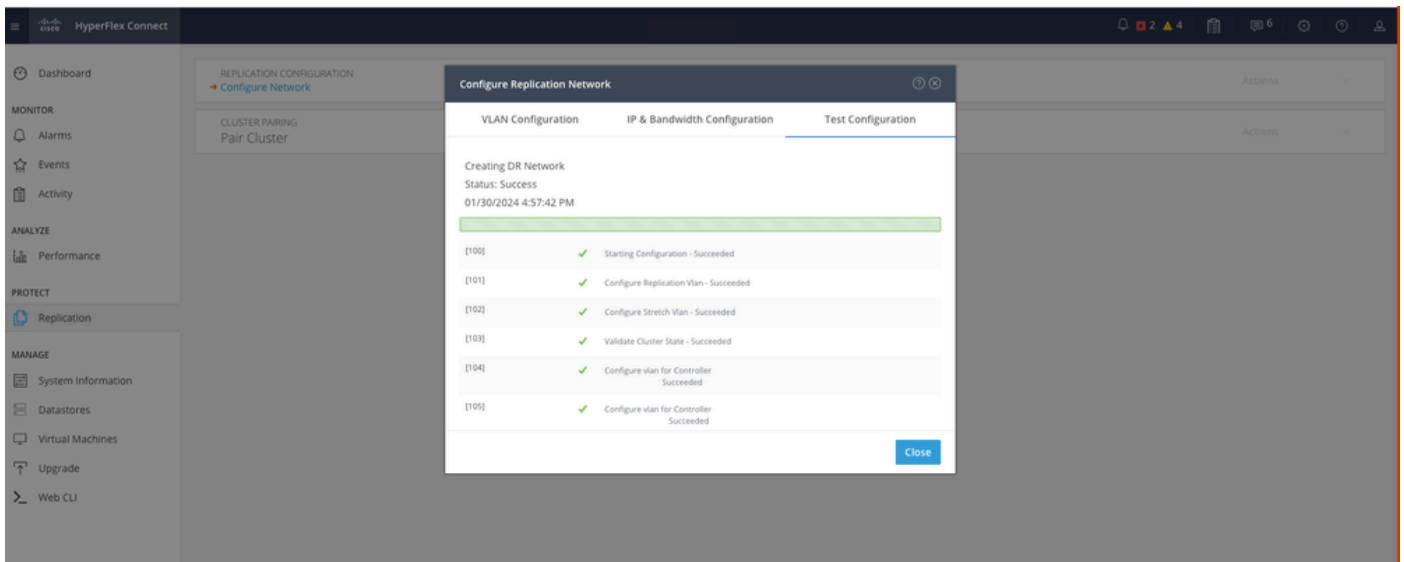 cisco HyperFlex Connect
2 4 6
Dashboard
MONITOR
Alarms
Events
Activity
ANALYZE
Performance
PROTECT
Replication
MANAGE
System Information
Datastores
Virtual Machines
Upgrade
Web CLI
REPLICATION CONFIGURATION
Configure Network
Actions
CLUSTER PAIRING
Pair Cluster
Actions
Configure Replication Network
VLAN Configuration IP & Bandwidth Configuration Test Configuration
Creating DR Network
Status: Success
01/30/2024 4:57:42 PM
[100] Starting Configuration - Succeeded
[101] Configure Replication Vlan - Succeeded
[102] Configure Stretch Vlan - Succeeded
[103] Validate Cluster State - Succeeded
[104] Configure vlan for Controller
Succeeded
[105] Configure vlan for Controller
Succeeded
Close